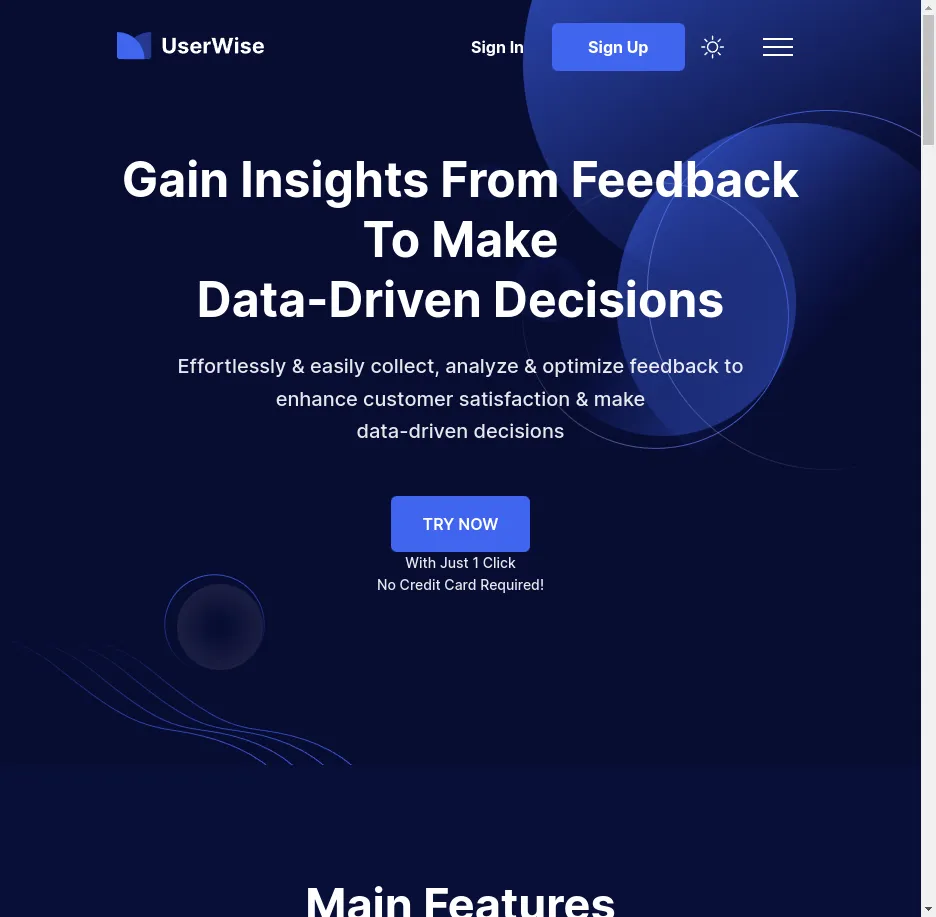 UserWise
Sign In
Sign Up
Gain Insights From Feedback
To Make
Data-Driven Decisions
Effortlessly & easily collect, analyze & optimize feedback to
enhance customer satisfaction & make
data-driven decisions
TRY NOW
With Just 1 Click
No Credit Card Required!
Main Features